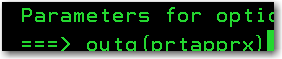 Parameters for optio
===> outq(prtapprx)